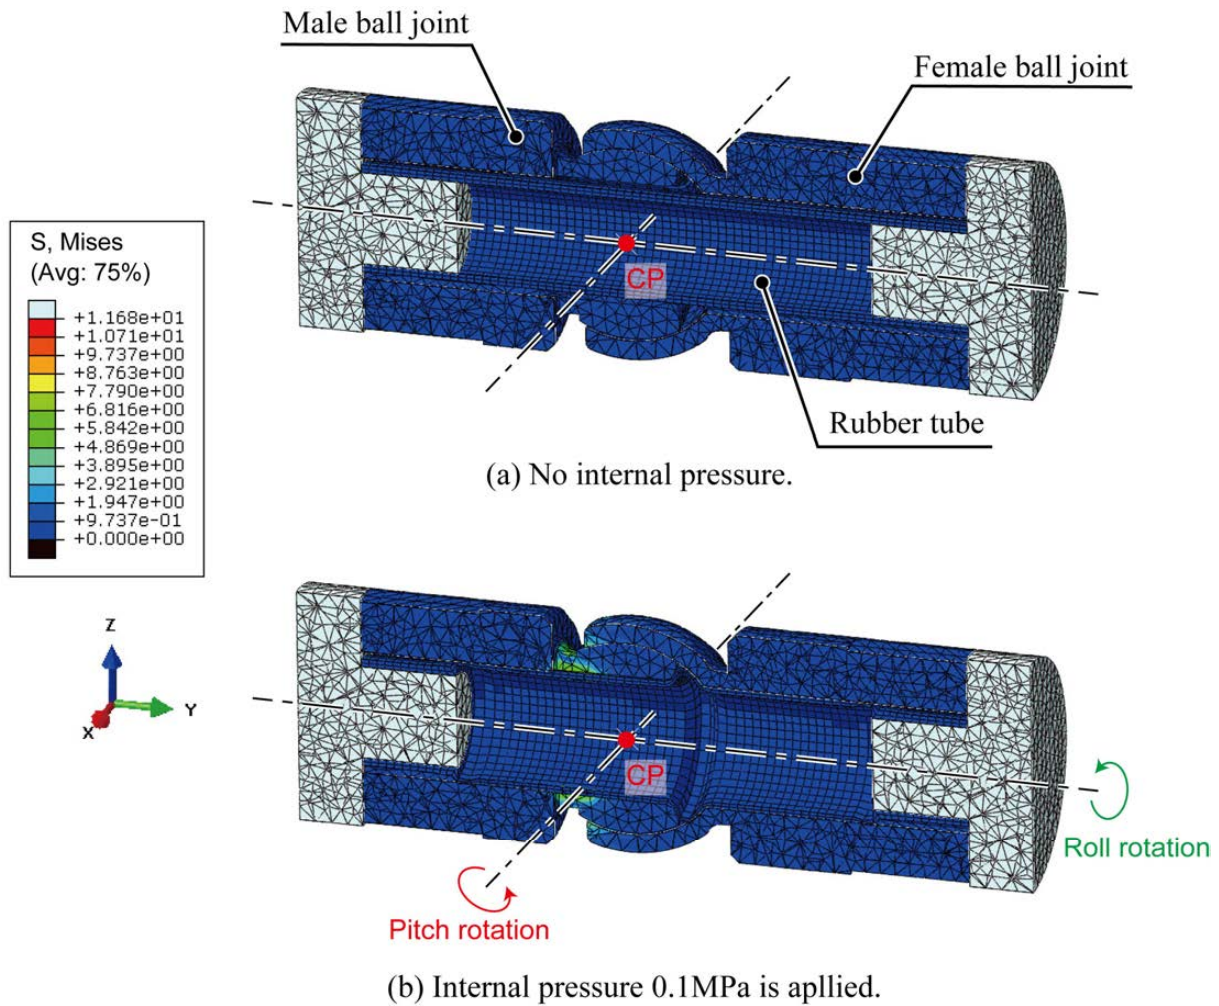 Male ball joint
Female ball joint
CP
Rubber tube
(a) No internal pressure.
S, Mises
(Avg: 75%)
+1.168e+01
+1.071e+01
+9.737e+00
+8.763e+00
+7.790e+00
+6.816e+00
+5.842e+00
+4.869e+00
+3.895e+00
+2.921e+00
+1.947e+00
+9.737e-01
+0.000e+00
Z
Y
X
CP
Roll rotation
Pitch rotation
(b) Internal pressure 0.1MPa is apllied.